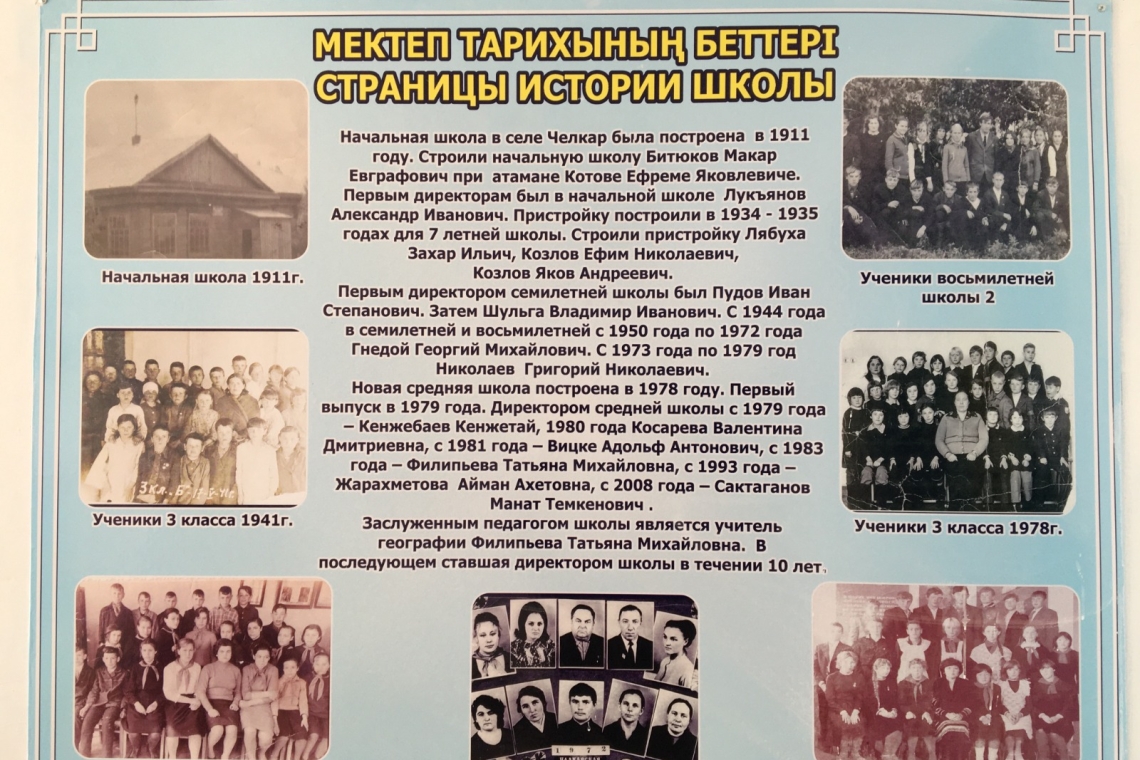 МЕКТЕП ТАРИХЫНЫҢ БЕТТЕРІ
СТРАНИЦЫ ИСТОРИИ ШКОЛЫ
Начальная школа в селе Челкар была построена в 1911
году. Строили начальную школу Битюков Макар
Евграфович при атамане Котове Ефреме Яковлевиче.
Первым директорам был в начальной школе Лукъянов
Александр Иванович. Пристройку построили в 1934 - 1935
годах для 7 летней школы. Строили пристройку Лябуха
Захар Ильич, Козлов Ефим Николаевич,
Козлов Яков Андреевич.
Первым директором семилетней школы был Пудов Иван
Степанович. Затем Шульга Владимир Иванович. С 1944 года
в семилетней и восьмилетней с 1950 года по 1972 года
Гнедой Георгий Михайлович. С 1973 года по 1979 год
Николаев Григорий Николаевич.
Новая средняя школа построена в 1978 году. Первый
выпуск в 1979 года. Директором средней школы с 1979 года
– Кенжебаев Кенжетай, 1980 года Косарева Валентина
Дмитриевна, с 1981 года – Вицке Адольф Антонович, с 1983
года – Филипьева Татьяна Михайловна, с 1993 года –
Жарахметова Айман Ахетовна, с 2008 года – Сактаганов
Манат Темкенович .
Заслуженным педагогом школы является учитель
географии Филипьева Татьяна Михайловна. В
последующем ставшая директором школы в течении 10 лет.
Начальная школа 1911г.
Ученики восьмилетней
школы 2
3 кл. "Б"
Ученики 3 класса 1941г.
Ученики 3 класса 1978г.
1972